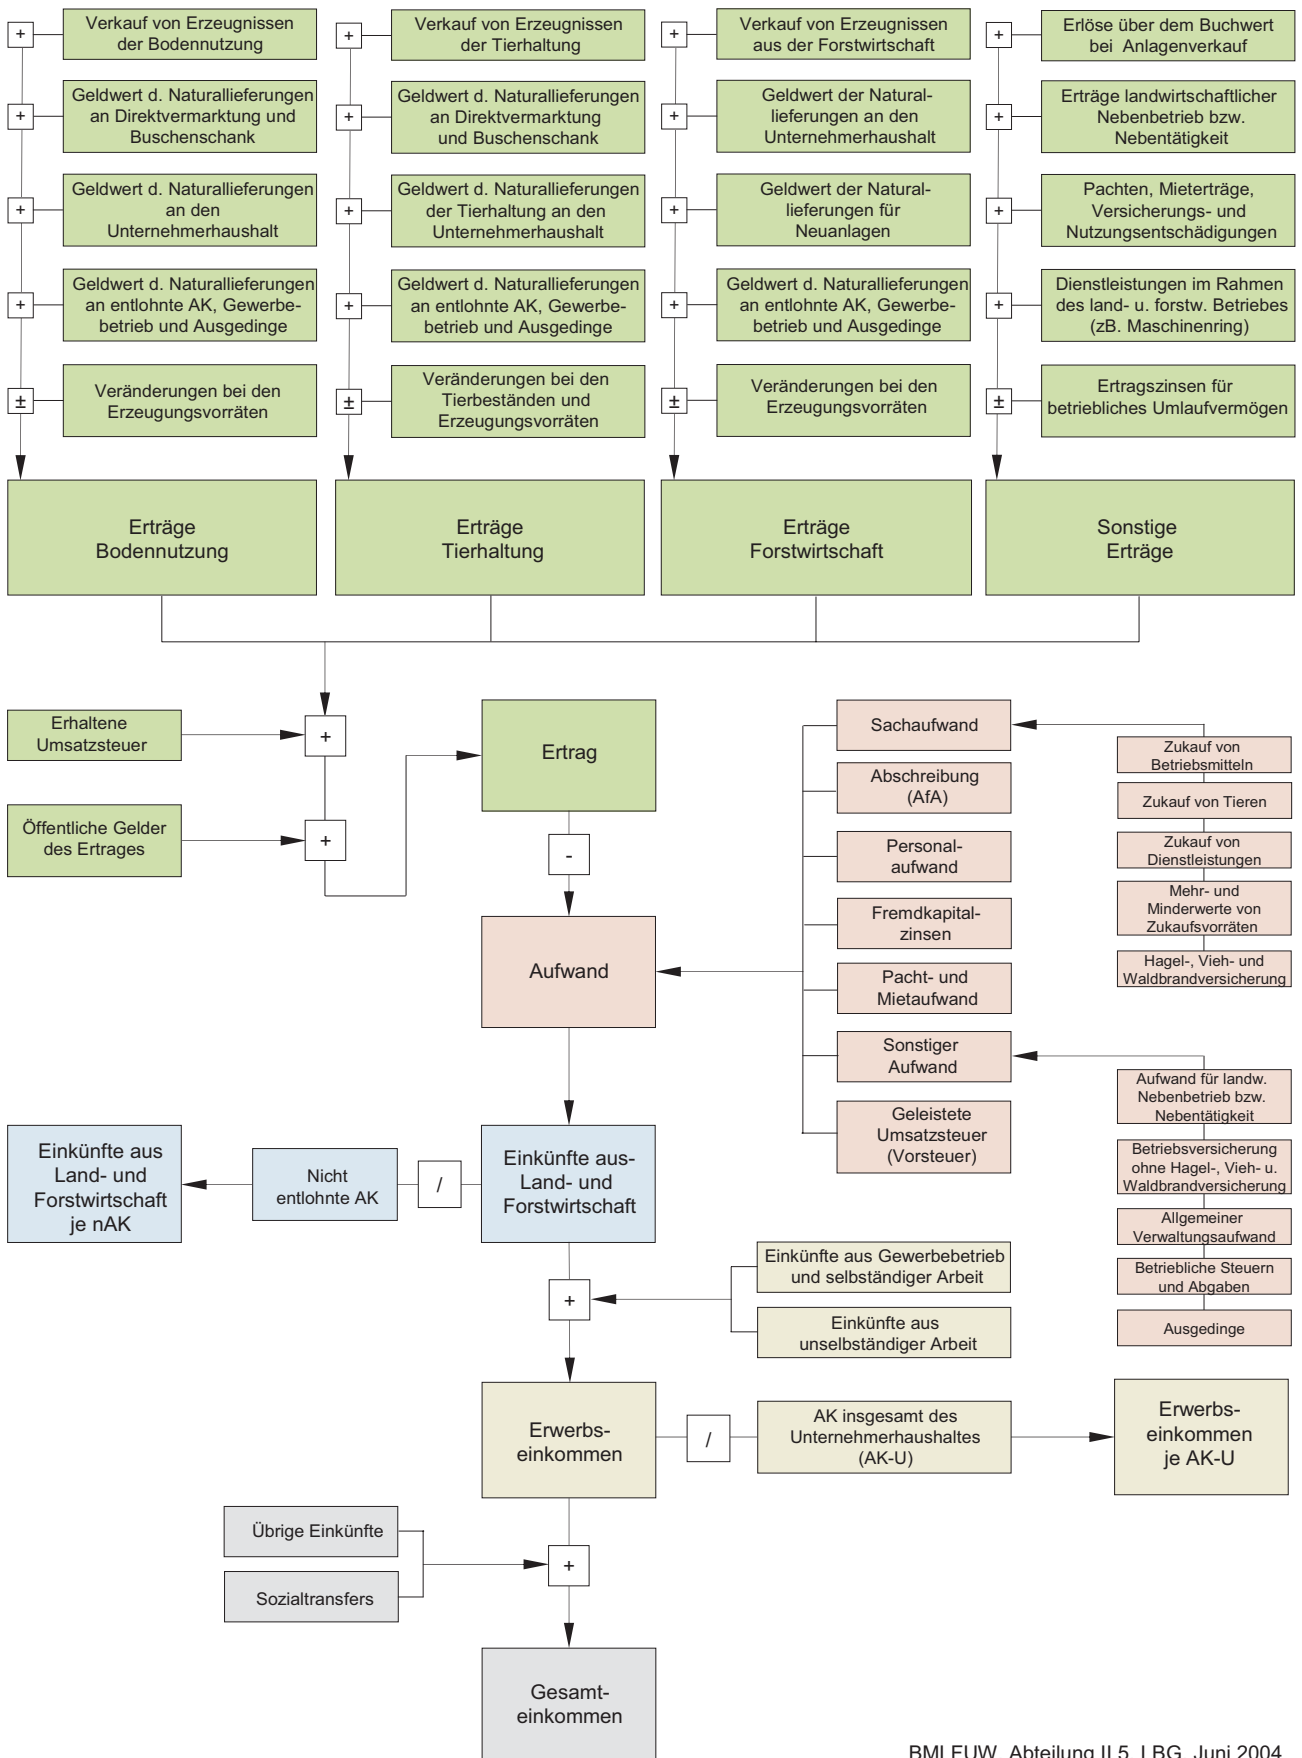 +
Verkauf von Erzeugnissen
der Bodennutzung
+
Geldwert d. Naturallieferungen
an Direktvermarktung und
Buschenschank
+
Geldwert d. Naturallieferungen
an den
Unternehmerhaushalt
+
Geldwert d. Naturallieferungen
an entlohnte AK, Gewerbe-
betrieb und Ausgedinge
±
Veränderungen bei den
Erzeugungsvorräten
Erträge
Bodennutzung
+
Verkauf von Erzeugnissen
der Tierhaltung
+
Geldwert d. Naturallieferungen
an Direktvermarktung
und Buschenschank
+
Geldwert d. Naturallieferungen
der Tierhaltung an den
Unternehmerhaushalt
+
Geldwert d. Naturallieferungen
an entlohnte AK, Gewerbe-
betrieb und Ausgedinge
±
Veränderungen bei den
Tierbeständen und
Erzeugungsvorräten
Erträge
Tierhaltung
+
Verkauf von Erzeugnissen
aus der Forstwirtschaft
+
Geldwert der Natural-
lieferungen an den
Unternehmerhaushalt
+
Geldwert der Natural-
lieferungen für
Neuanlagen
+
Geldwert d. Naturallieferungen
an entlohnte AK, Gewerbe-
betrieb und Ausgedinge
±
Veränderungen bei den
Erzeugungsvorräten
Erträge
Forstwirtschaft
+
Erlöse über dem Buchwert
bei Anlagenverkauf
+
Erträge landwirtschaftlicher
Nebenbetrieb bzw.
Nebentätigkeit
+
Pachten, Mieterträge,
Versicherungs- und
Nutzungsentschädigungen
+
Dienstleistungen im Rahmen
des land- u. forstw. Betriebes
(zB. Maschinenring)
±
Ertragszinsen für
betriebliches Umlaufvermögen
Sonstige
Erträge
Erhaltene
Umsatzsteuer
+
Öffentliche Gelder
des Ertrages
+
Ertrag
-
Aufwand
Sachaufwand
Abschreibung
(AfA)
Personal-
aufwand
Fremdkapital-
zinsen
Pacht- und
Mietaufwand
Sonstiger
Aufwand
Geleistete
Umsatzsteuer
(Vorsteuer)
Zukauf von
Betriebsmitteln
Zukauf von Tieren
Zukauf von
Dienstleistungen
Mehr- und
Minderwerte von
Zukaufsvorräten
Hagel-, Vieh- und
Waldbrandversicherung
Aufwand für landw.
Nebenbetrieb bzw.
Nebentätigkeit
Betriebsversicherung
ohne Hagel-, Vieh- u.
Waldbrandversicherung
Allgemeiner
Verwaltungsaufwand
Betriebliche Steuern
und Abgaben
Ausgedinge
Einkünfte aus
Land- und
Forstwirtschaft
je nAK
Nicht
entlohnte AK
/
Einkünfte aus-
Land- und
Forstwirtschaft
+
Einkünfte aus Gewerbebetrieb
und selbständiger Arbeit
Einkünfte aus
unselbständiger Arbeit
Erwerbs-
einkommen
/
AK insgesamt des
Unternehmerhaushaltes
(AK-U)
Erwerbs-
einkommen
je AK-U
Übrige Einkünfte
Sozialtransfers
+
Gesamt-
einkommen
BMLFUW, Abteilung II 5, LBG, Juni 2004